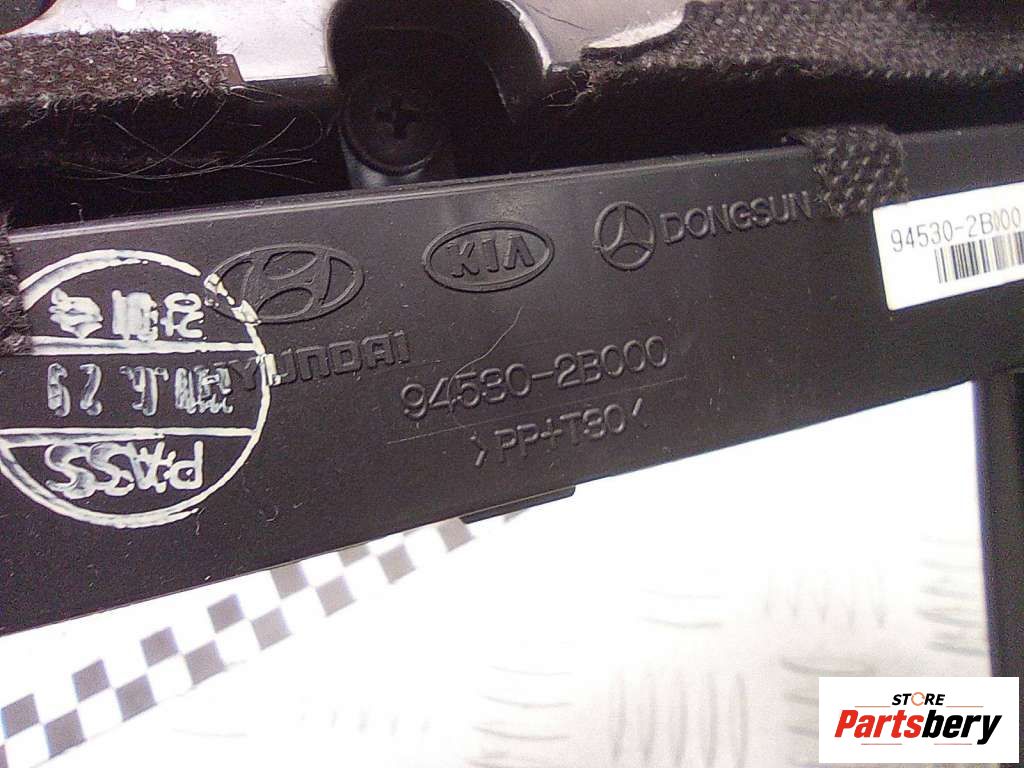 KIA
DONGSUN
94530-2B000
HYUNDAI
94530-2B000
>PP+T30<
PASS
STORE
Partsbery